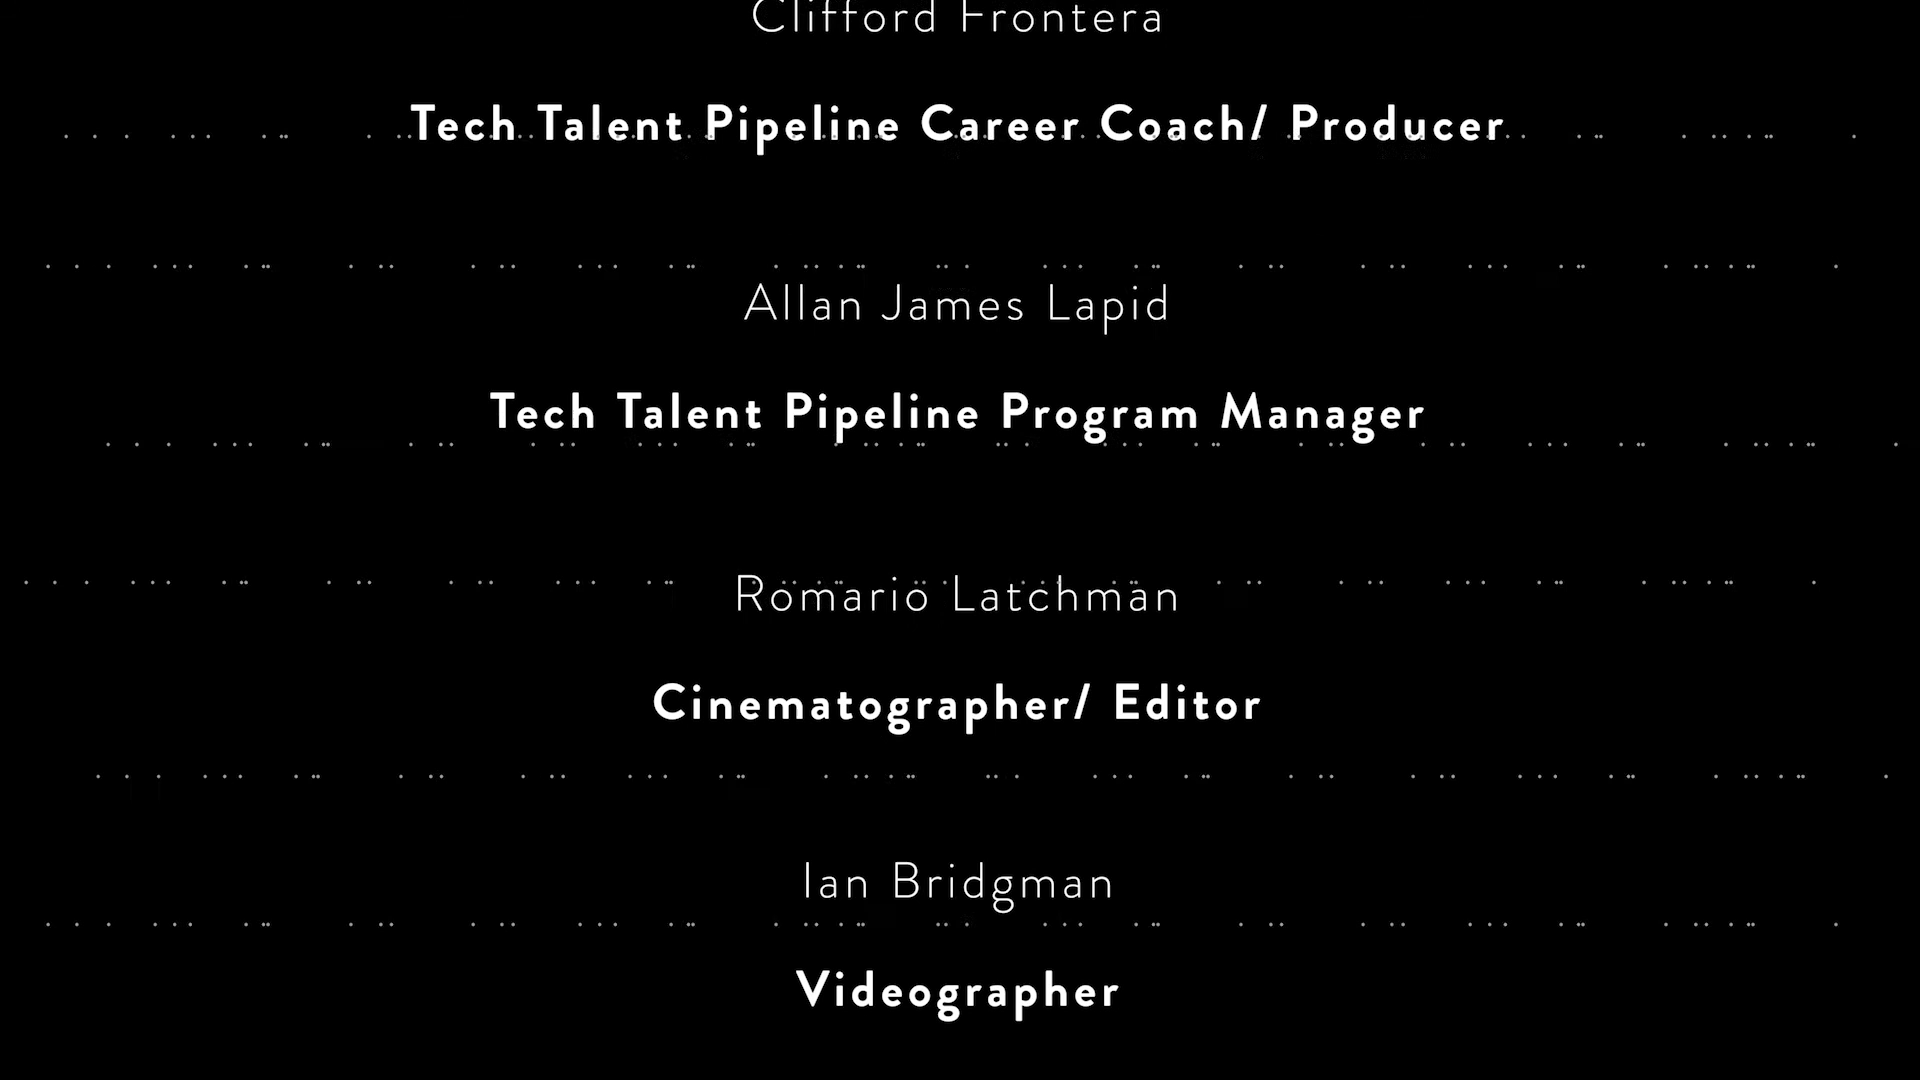 Clifford Frontera
Tech Talent Pipeline Career Coach/ Producer
Allan James Lapid
Tech Talent Pipeline Program Manager
Romario Latchman
Cinematographer/ Editor
Ian Bridgman
Videographer